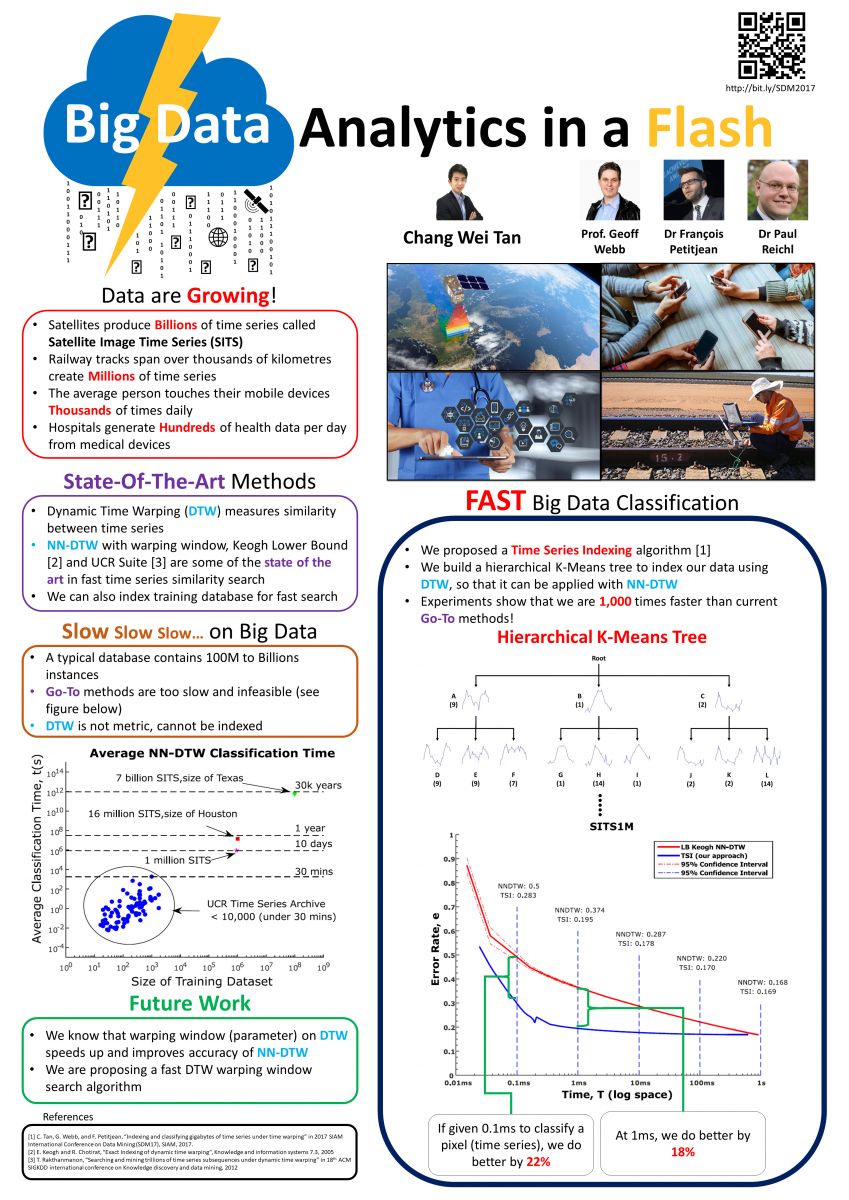 http://bit.ly/SDM2017
Big Data Analytics in a Flash
Chang Wei Tan
Prof. Geoff
Webb
Dr François
Petitjean
Dr Paul
Reichl
Data are Growing!
• Satellites produce Billions of time series called
Satellite Image Time Series (SITS)
• Railway tracks span over thousands of kilometres
create Millions of time series
• The average person touches their mobile devices
Thousands of times daily
• Hospitals generate Hundreds of health data per day
from medical devices
State-Of-The-Art Methods
• Dynamic Time Warping (DTW) measures similarity
between time series
• NN-DTW with warping window, Keogh Lower Bound
[2] and UCR Suite [3] are some of the state of the
art in fast time series similarity search
• We can also index training database for fast search
Slow Slow Slow... on Big Data
• A typical database contains 100M to Billions
instances
• Go-To methods are too slow and infeasible (see
figure below)
• DTW is not metric, cannot be indexed
Average NN-DTW Classification Time
Average Classification Time, t(s)
10^14
10^12
10^10
10^8
10^6
10^4
10^2
10^0
10^-2
10^-4
7 billion SITS,size of Texas
30k years
16 million SITS,size of Houston
1 year
10 days
1 million SITS
30 mins
UCR Time Series Archive
< 10,000 (under 30 mins)
10^0 10^1 10^2 10^3 10^4 10^5 10^6 10^7 10^8 10^9
Size of Training Dataset
Future Work
• We know that warping window (parameter) on DTW
speeds up and improves accuracy of NN-DTW
• We are proposing a fast DTW warping window
search algorithm
References
[1] C. Tan, G. Webb, and F. Petitjean, "Indexing and classifying gigabytes of time series under time warping" in 2017 SIAM
International Conference on Data Mining (SDM17), SIAM, 2017.
[2] E. Keogh and R. Chotirat, "Exact Indexing of dynamic time warping", Knowledge and information systems 7.3, 2005
[3] T. Rakthanmanon, "Searching and mining trillions of time series subsequences under dynamic time warping" in 18th ACM
SIGKDD international conference on Knowledge discovery and data mining, 2012
15.2
FAST Big Data Classification
• We proposed a Time Series Indexing algorithm [1]
• We build a hierarchical K-Means tree to index our data using
DTW, so that it can be applied with NN-DTW
• Experiments show that we are 1,000 times faster than current
Go-To methods!
Hierarchical K-Means Tree
Root
A
(9)
B
(1)
C
(2)
D
(9)
E
(9)
F
(7)
G
(1)
H
(14)
I
(1)
J
(2)
K
(2)
L
(14)
SITS1M
LB Keogh NN-DTW
TSI (our approach)
95% Confidence Interval
95% Confidence Interval
Error Rate, e
1
0.9
0.8
0.7
0.6
0.5
0.4
0.3
0.2
0.1
0
NNDTW: 0.5
TSI: 0.283
NNDTW: 0.374
TSI: 0.195
NNDTW: 0.287
TSI: 0.178
NNDTW: 0.220
TSI: 0.170
NNDTW: 0.168
TSI: 0.169
0.01ms 0.1ms 1ms 10ms 100ms 1s
Time, T (log space)
If given 0.1ms to classify a
pixel (time series), we do
better by 22%
At 1ms, we do better by
18%